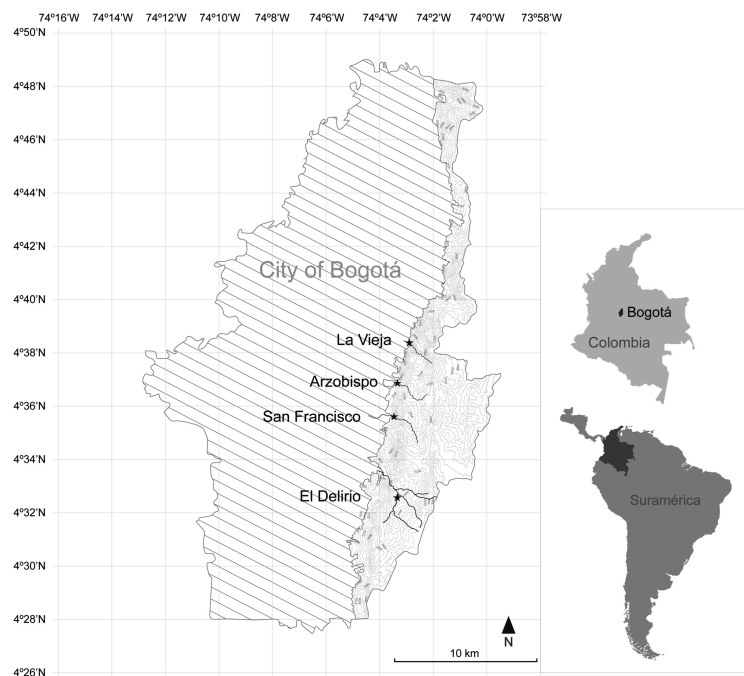 74°16'W 74°14'W 74°12'W 74°10'W 74°8'W 74°6'W 74°4'W 74°2'W 74°0'W 73°58'W
4°50'N
4°48'N
4°46'N
4°44'N
4°42'N
City of Bogotá
4°40'N
La Vieja
4°38'N
Arzobispo
4°36'N
San Francisco
4°34'N
El Delirio
4°32'N
4°30'N
4°28'N
N
10 km
4°26'N
Bogotá
Colombia
Suramérica